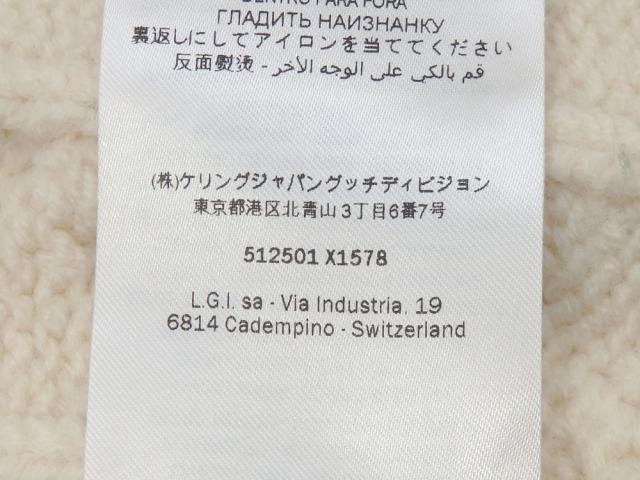 DENTRO PARA FORA
ГЛАДИТЬ НАИЗНАНКУ
裏返しにしてアイロンを当ててください
反面熨烫 - قم بالكي على الوجه الآخر
(株)ケリングジャパングッチディビジョン
東京都港区北青山3丁目6番7号
512501 X1578
L.G.I. sa - Via Industria, 19
6814 Cadempino - Switzerland